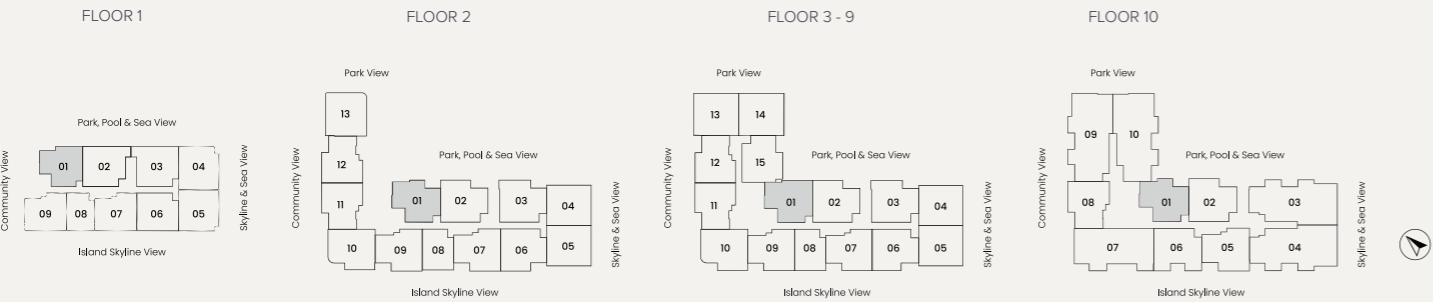 FLOOR 1
Park, Pool & Sea View
Community View
01
02
03
04
09
08
07
06
05
Skyline & Sea View
Island Skyline View
FLOOR 2
Park View
13
12
11
Community View
Park, Pool & Sea View
01
02
03
04
10
09
08
07
06
05
Skyline & Sea View
Island Skyline View
FLOOR 3 - 9
Park View
13
14
12
15
11
Community View
Park, Pool & Sea View
01
02
03
04
10
09
08
07
06
05
Skyline & Sea View
Island Skyline View
FLOOR 10
Park View
09
10
08
Community View
Park, Pool & Sea View
01
02
03
07
06
05
04
Skyline & Sea View
Island Skyline View